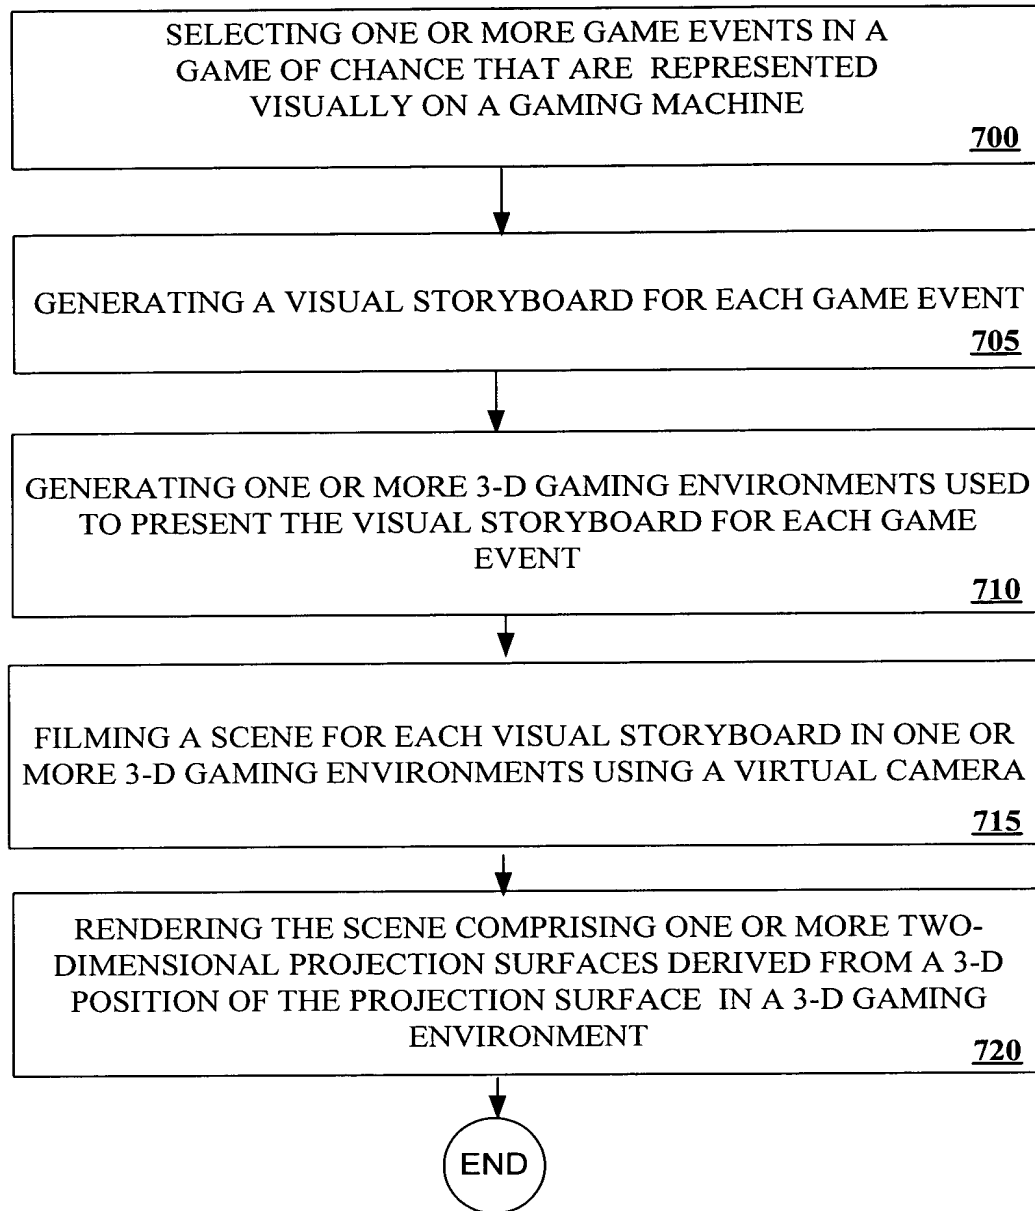 SELECTING ONE OR MORE GAME EVENTS IN A
GAME OF CHANCE THAT ARE REPRESENTED
VISUALLY ON A GAMING MACHINE
700
GENERATING A VISUAL STORYBOARD FOR EACH GAME EVENT
705
GENERATING ONE OR MORE 3-D GAMING ENVIRONMENTS USED
TO PRESENT THE VISUAL STORYBOARD FOR EACH GAME
EVENT
710
FILMING A SCENE FOR EACH VISUAL STORYBOARD IN ONE OR
MORE 3-D GAMING ENVIRONMENTS USING A VIRTUAL CAMERA
715
RENDERING THE SCENE COMPRISING ONE OR MORE TWO-
DIMENSIONAL PROJECTION SURFACES DERIVED FROM A 3-D
POSITION OF THE PROJECTION SURFACE IN A 3-D GAMING
ENVIRONMENT
720
END